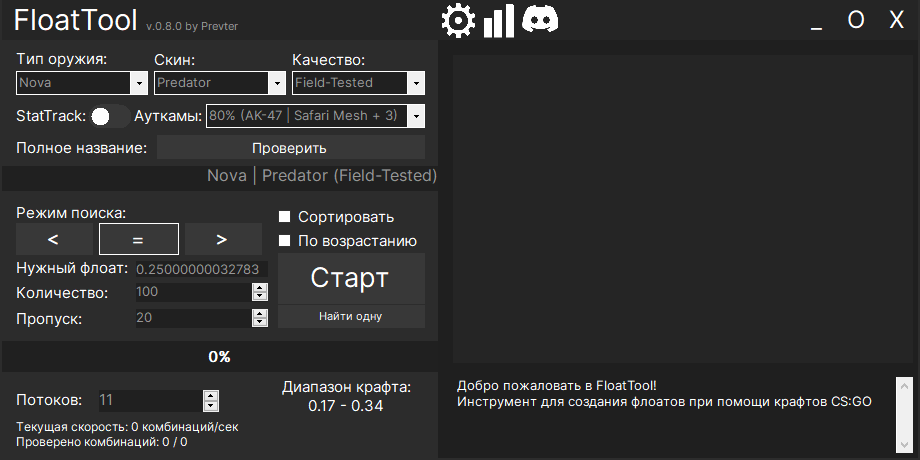 FloatTool v.0.8.0 by Prevter
_ O X
Тип оружия: Скин: Качество:
Nova Predator Field-Tested
StatTrack: Ауткамы: 80% (AK-47 | Safari Mesh + 3)
Полное название: Проверить
Nova | Predator (Field-Tested)
Режим поиска:
< = >
Сортировать
По возрастанию
Нужный флоат: 0.25000000032783
Количество: 100
Пропуск: 20
Старт
Найти одну
0%
Потоков: 11
Диапазон крафта:
0.17 - 0.34
Текущая скорость: 0 комбинаций/сек
Проверено комбинаций: 0 / 0
Добро пожаловать в FloatTool!
Инструмент для создания флоатов при помощи крафтов CS:GO